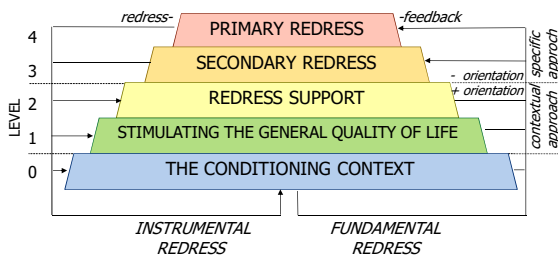 redress-
-feedback
4
PRIMARY REDRESS
3
SECONDARY REDRESS
- orientation
+ orientation
2
REDRESS SUPPORT
1
STIMULATING THE GENERAL QUALITY OF LIFE
0
THE CONDITIONING CONTEXT
LEVEL
specific
approch
contextual
approach
INSTRUMENTAL
REDRESS
FUNDAMENTAL
REDRESS